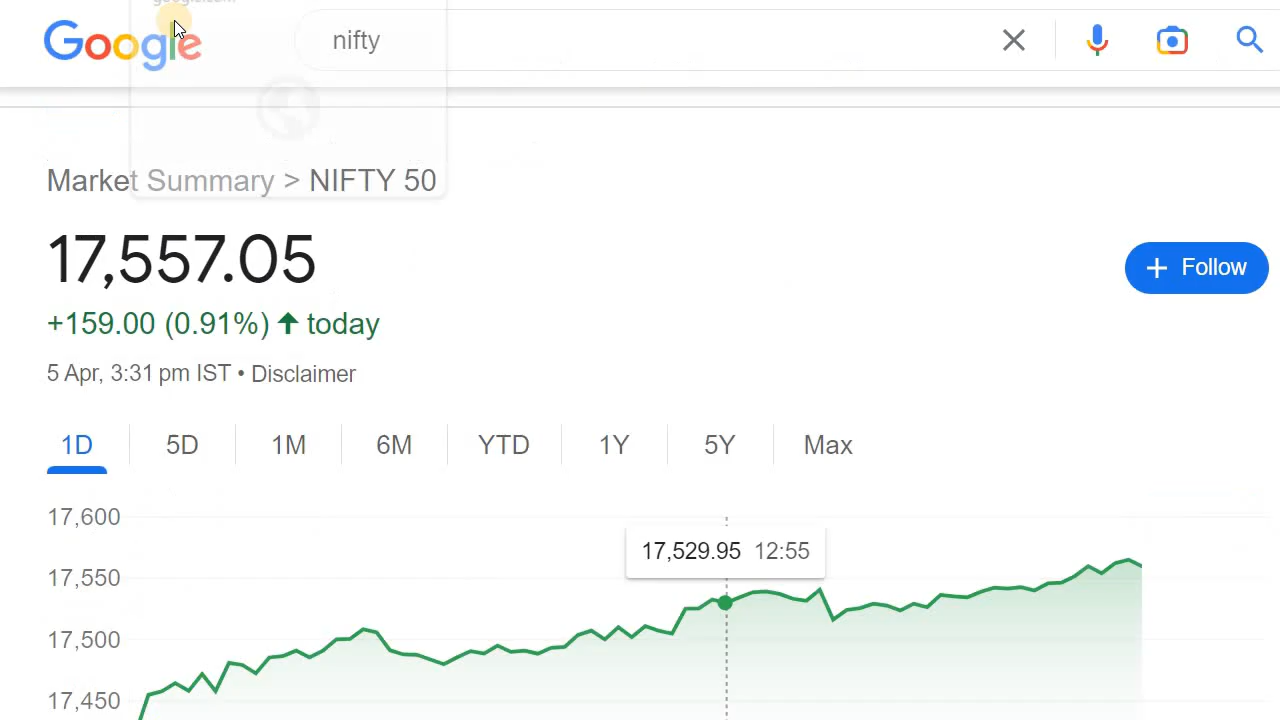 Google
nifty
Market Summary > NIFTY 50
17,557.05
+159.00 (0.91%) ↑ today
+ Follow
5 Apr, 3:31 pm IST • Disclaimer
1D 5D 1M 6M YTD 1Y 5Y Max
17,600
17,529.95 12:55
17,550
17,500
17,450